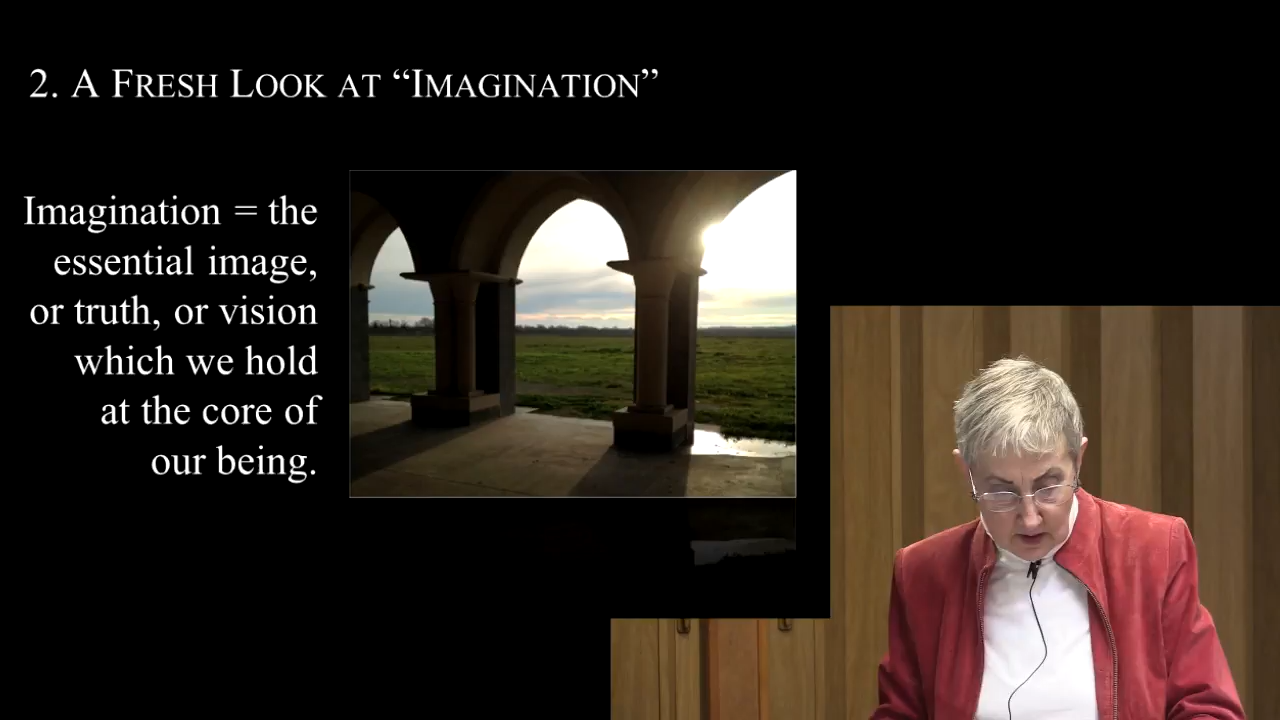 2. A FRESH LOOK AT “IMAGINATION”
Imagination = the
essential image,
or truth, or vision
which we hold
at the core of
our being.